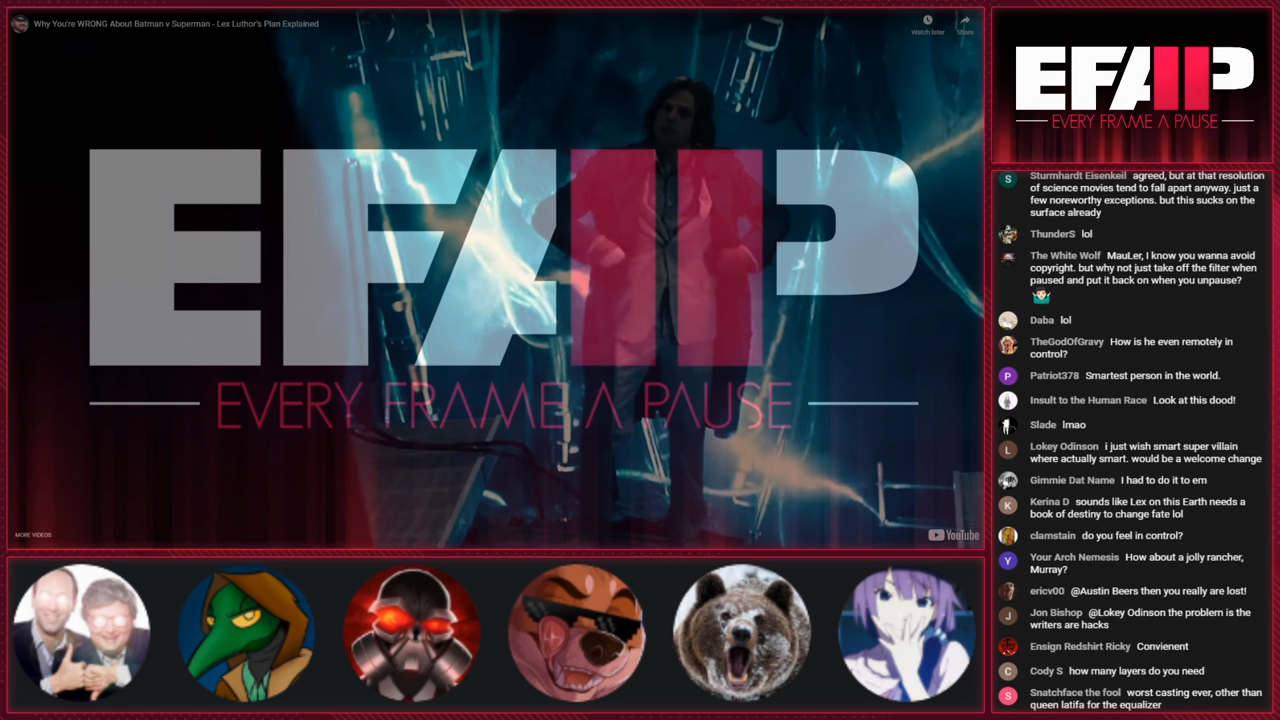 Why You're WRONG About Batman v Superman - Lex Luthor's Plan Explained
Watch later
Share
EFAP
EVERY FRAME A PAUSE
MORE VIDEOS
YouTube
EFAP
EVERY FRAME A PAUSE
S
Sturmhardt Eisenkeil agreed, but at that resolution
of science movies tend to fall apart anyway. just a
few noreworthy exceptions. but this sucks on the
surface already
ThunderS lol
The White Wolf MauLer, I know you wanna avoid
copyright. but why not just take off the filter when
paused and put it back on when you unpause?
Daba lol
TheGodOfGravy How is he even remotely in
control?
P
Patriot378 Smartest person in the world.
Insult to the Human Race Look at this dood!
Slade lmao
L
Lokey Odinson i just wish smart super villain
where actually smart. would be a welcome change
Gimmie Dat Name I had to do it to em
K
Kerina D sounds like Lex on this Earth needs a
book of destiny to change fate lol
clamstain do you feel in control?
Y
Your Arch Nemesis How about a jolly rancher,
Murray?
ericv00 @Austin Beers then you really are lost!
J
Jon Bishop @Lokey Odinson the problem is the
writers are hacks
Ensign Redshirt Ricky Convienent
C
Cody S how many layers do you need
S
Snatchface the fool worst casting ever, other than
queen latifa for the equalizer